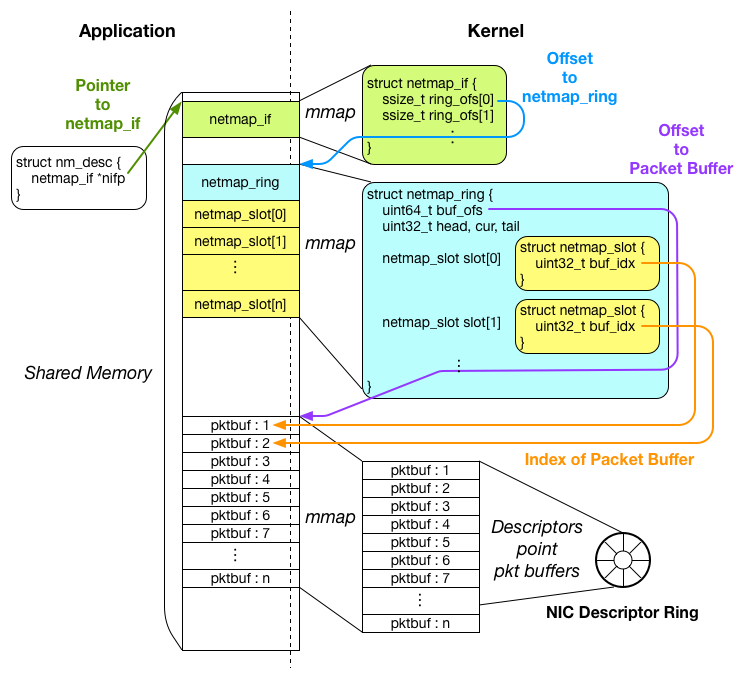 Application
Kernel
Pointer
to
netmap_if
struct nm_desc {
netmap_if *nifp
}
Shared Memory
netmap_if
netmap_ring
netmap_slot[0]
netmap_slot[1]
⋮
netmap_slot[n]
pktbuf : 1
pktbuf : 2
pktbuf : 3
pktbuf : 4
pktbuf : 5
pktbuf : 6
pktbuf : 7
⋮
pktbuf : n
mmap
struct netmap_if {
ssize_t ring_ofs[0]
ssize_t ring_ofs[1]
⋮
}
Offset
to
netmap_ring
Offset
to
Packet Buffer
mmap
struct netmap_ring {
uint64_t buf_ofs
uint32_t head, cur, tail
netmap_slot slot[0]
struct netmap_slot {
uint32_t buf_idx
}
netmap_slot slot[1]
struct netmap_slot {
uint32_t buf_idx
}
⋮
}
Index of Packet Buffer
mmap
pktbuf : 1
pktbuf : 2
pktbuf : 3
pktbuf : 4
pktbuf : 5
pktbuf : 6
pktbuf : 7
⋮
pktbuf : n
Descriptors
point
pkt buffers
NIC Descriptor Ring